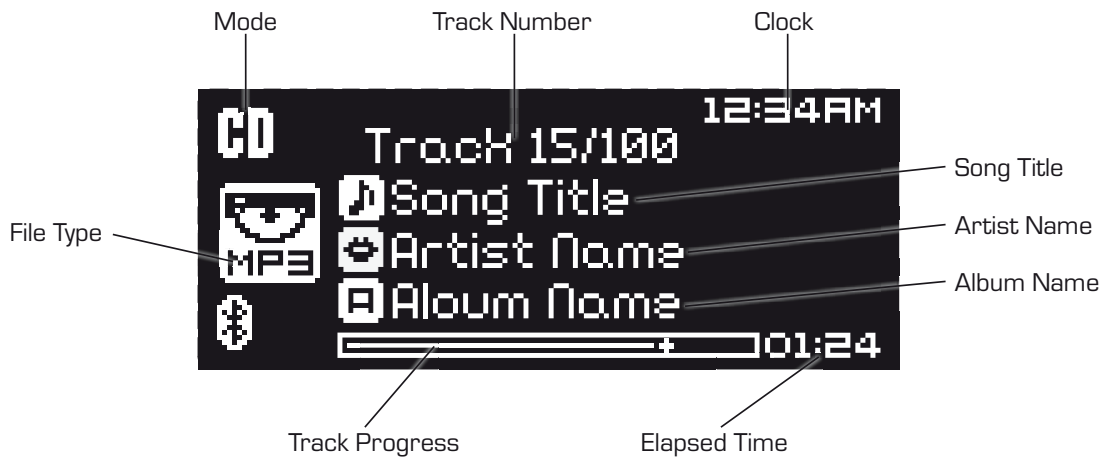 Mode Track Number Clock
CD
12:34AM
Track 15/100
Song Title
Song Title
File Type
MP3
Artist Name
Artist Name
Aloum Name
Album Name
01:24
Track Progress Elapsed Time